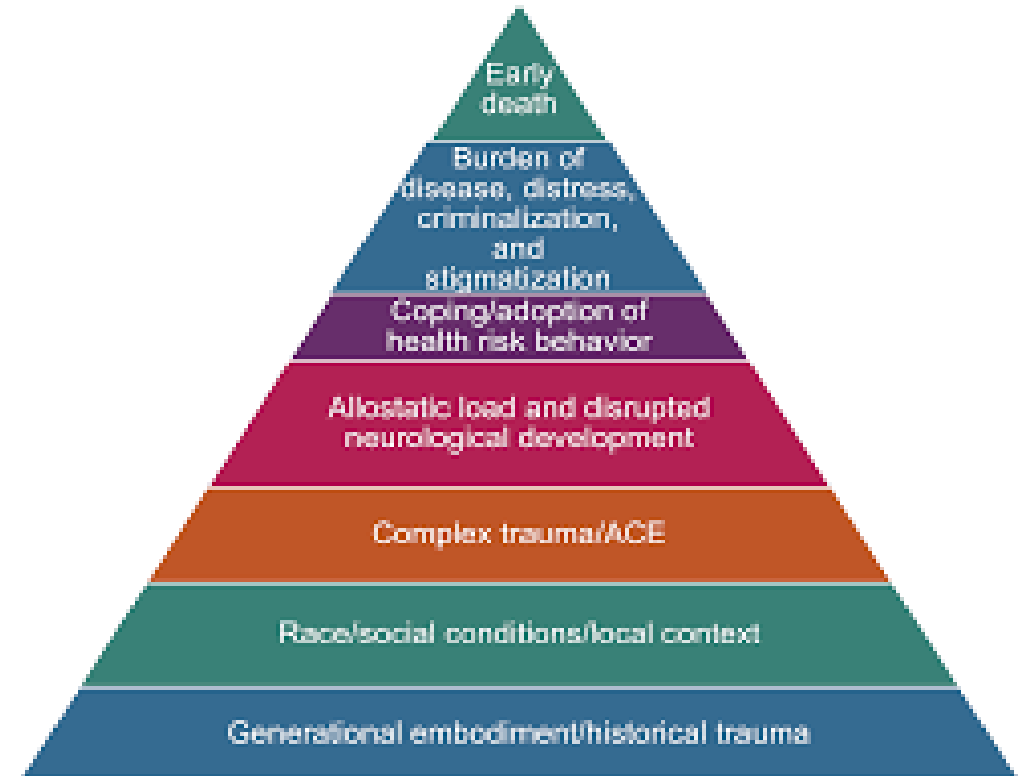 Early
death
Burden of
disease, distress,
criminalization,
and
stigmatization
Coping/adoption of
health risk behavior
Allostatic load and disrupted
neurological development
Complex trauma/ACE
Race/social conditions/local context
Generational embodiment/historical trauma